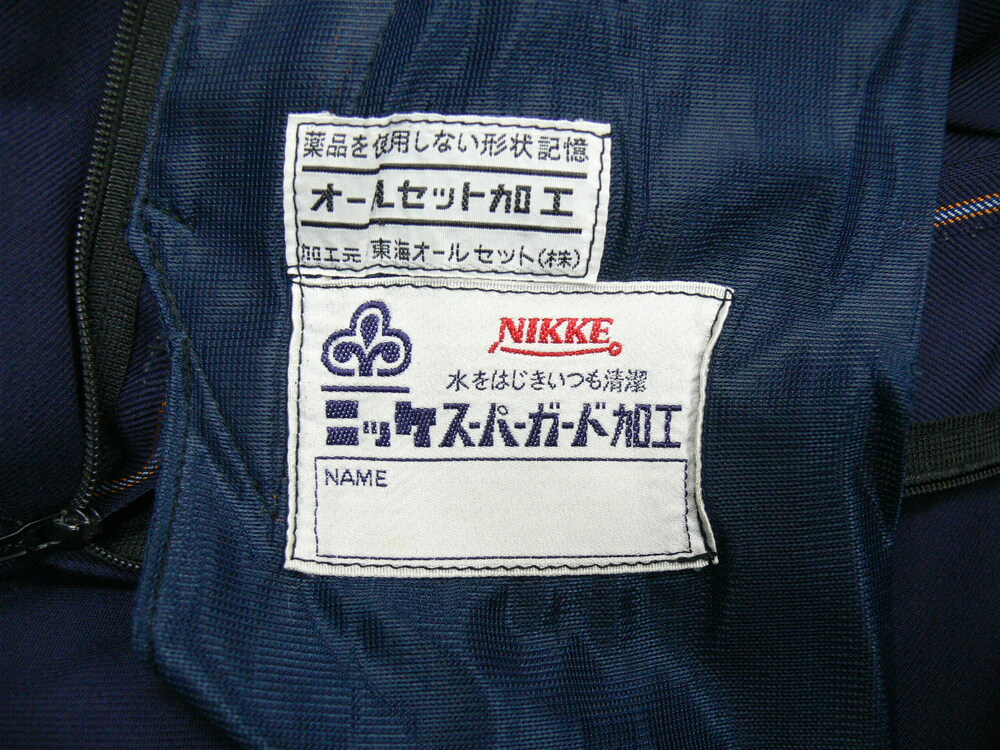 薬品を使用しない形状記憶
オールセット加工
加工元 東海オールセット(株)
NIKKE
水をはじきいつも清潔
ニッケスーパーガード加工
NAME